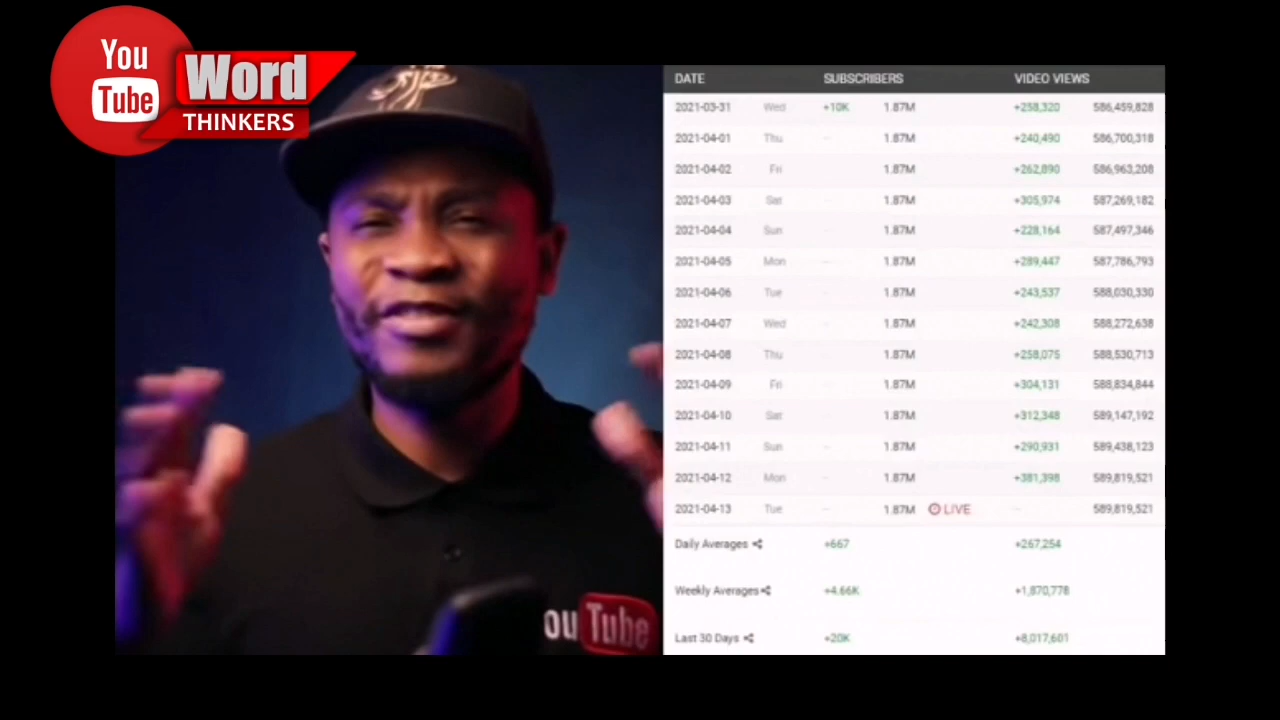 You
Tube
Word
THINKERS
DATE SUBSCRIBERS VIDEO VIEWS
2021-03-31 Wed +10K 1.87M +258,320 586,459,828
2021-04-01 Thu -- 1.87M +240,490 586,700,318
2021-04-02 Fri -- 1.87M +262,890 586,963,208
2021-04-03 Sat -- 1.87M +305,974 587,269,182
2021-04-04 Sun -- 1.87M +228,164 587,497,346
2021-04-05 Mon -- 1.87M +289,447 587,786,793
2021-04-06 Tue -- 1.87M +243,537 588,030,330
2021-04-07 Wed -- 1.87M +242,308 588,272,638
2021-04-08 Thu -- 1.87M +258,075 588,530,713
2021-04-09 Fri -- 1.87M +304,131 588,834,844
2021-04-10 Sat -- 1.87M +312,348 589,147,192
2021-04-11 Sun -- 1.87M +290,931 589,438,123
2021-04-12 Mon -- 1.87M +381,398 589,819,521
2021-04-13 Tue -- 1.87M LIVE -- 589,819,521
Daily Averages +667 +267,254
Weekly Averages +4.66K +1,870,778
Last 30 Days +20K +8,017,601
ou Tube